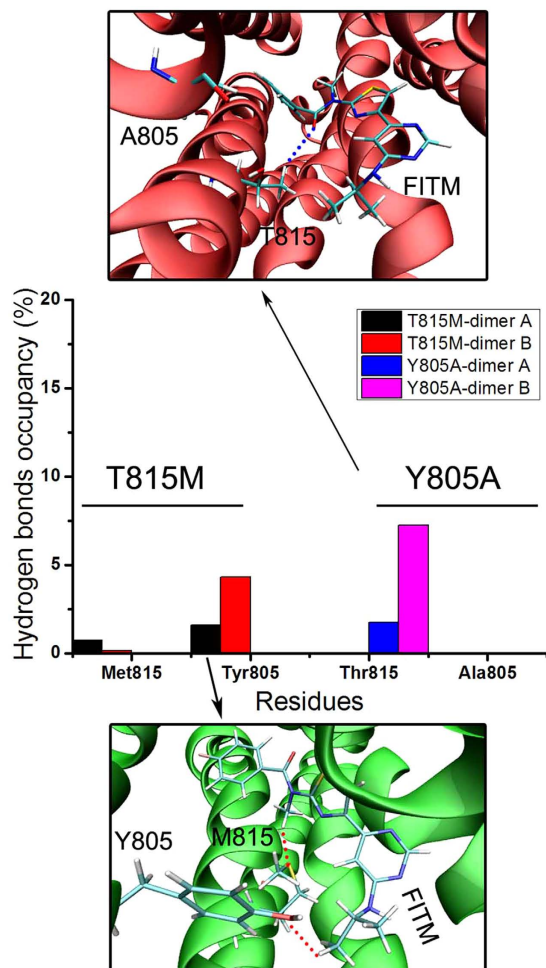 A805
FITM
T815
Hydrogen bonds occupancy (%)
20
15
10
5
0
T815M-dimer A
T815M-dimer B
Y805A-dimer A
Y805A-dimer B
T815M
Y805A
Met815
Tyr805
Thr815
Ala805
Residues
Y805
M815
FITM